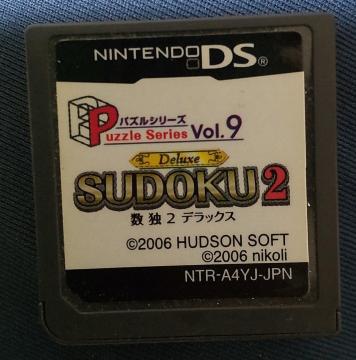 NINTENDO DS®
パズルシリーズ
Puzzle Series Vol.9
Deluxe
SUDOKU 2
数独2 デラックス
©2006 HUDSON SOFT
©2006 nikoli
NTR-A4YJ-JPN